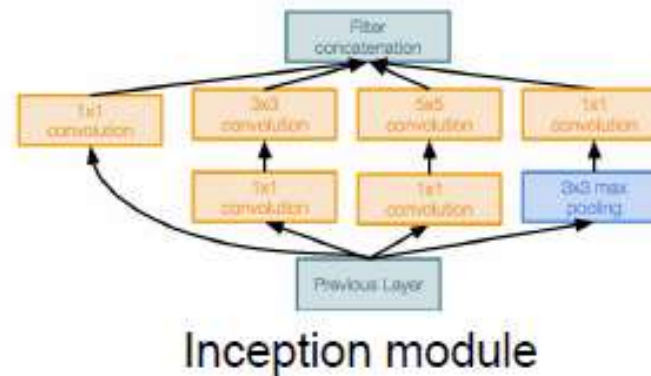 Filter
concatenation
1x1
convolution
3x3
convolution
5x5
convolution
1x1
convolution
1x1
convolution
1x1
convolution
3x3 max
pooling
Previous Layer
Inception module